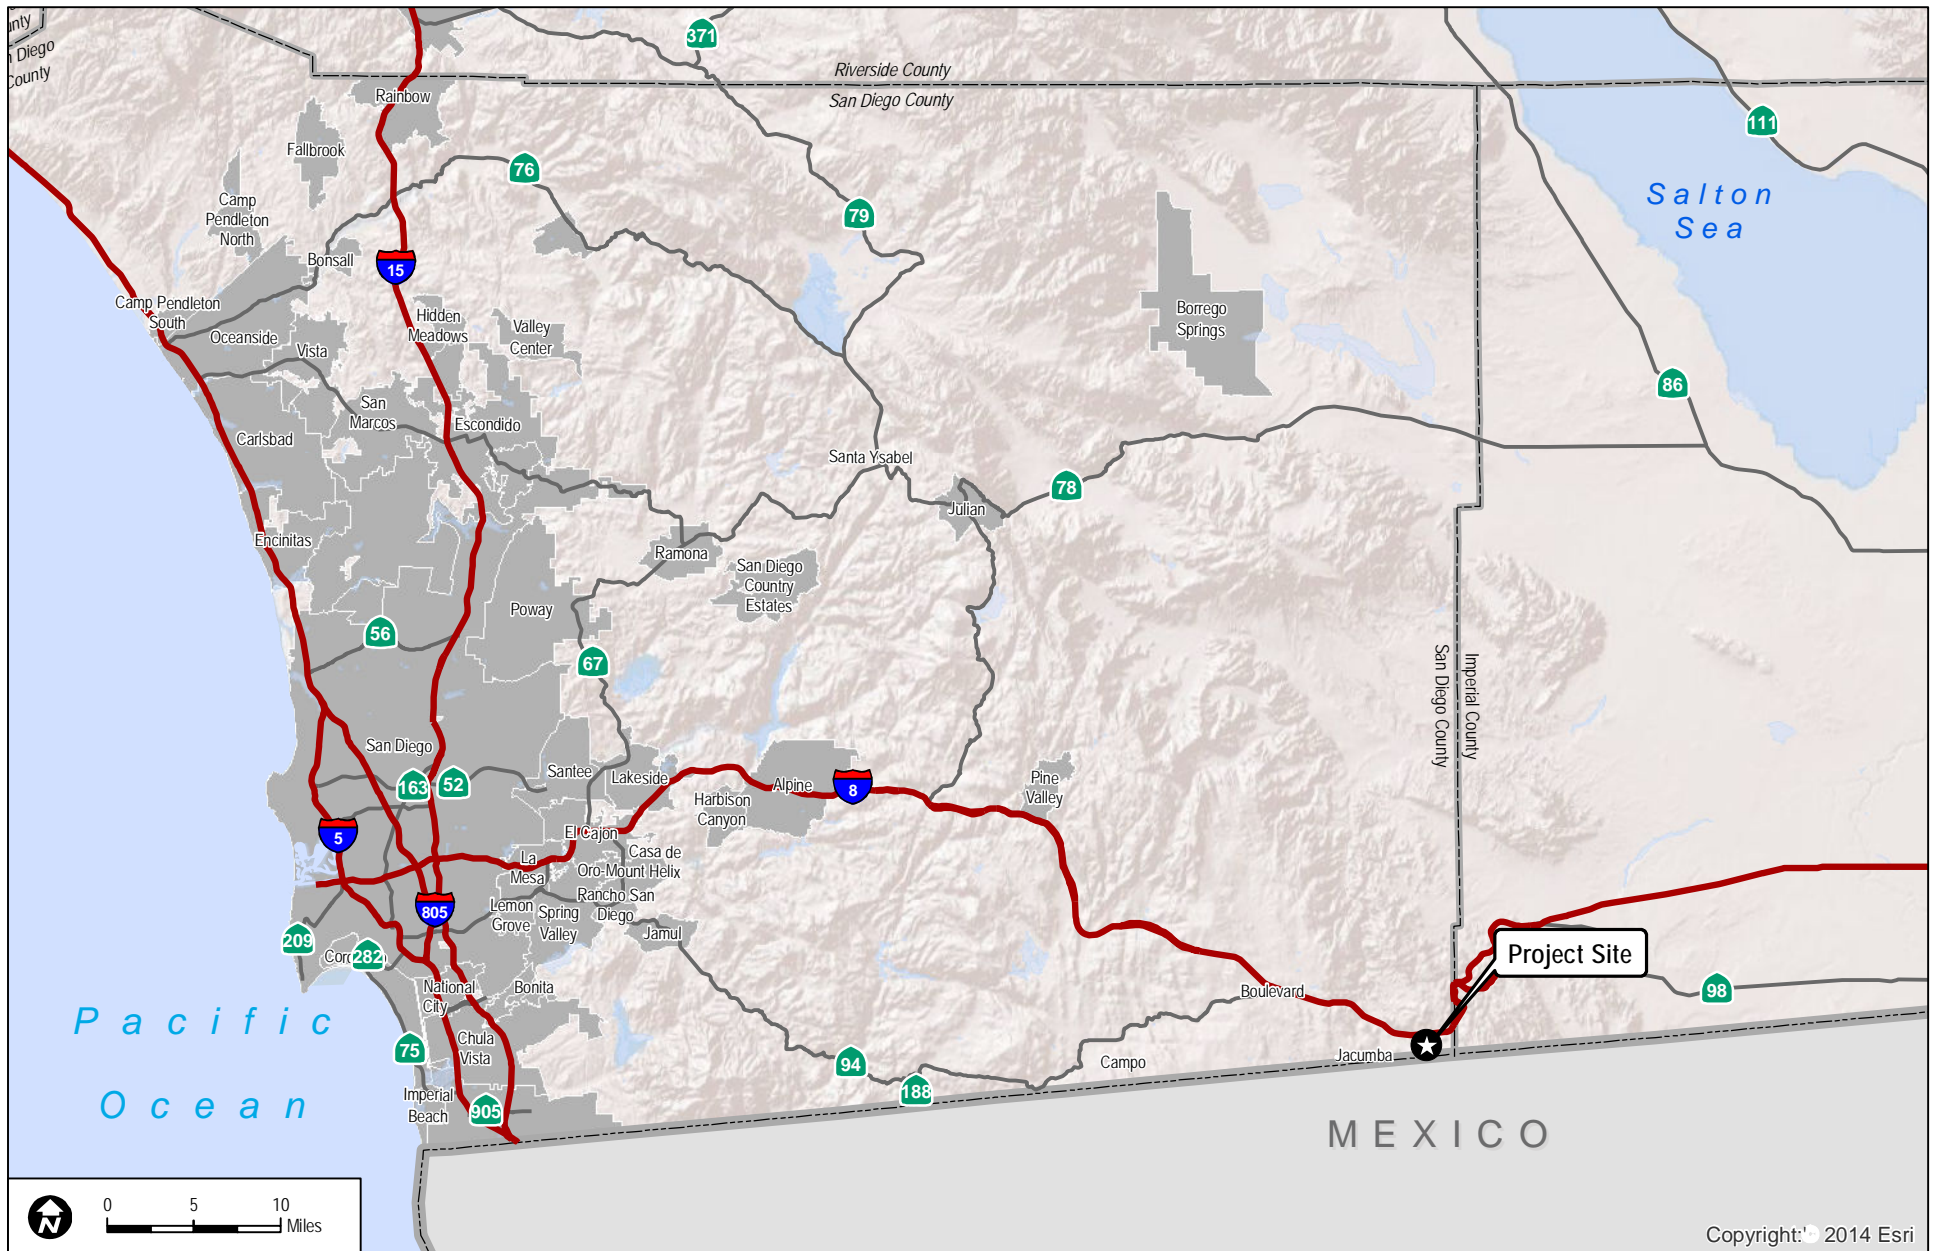 unty
n Diego
County
371
Riverside County
San Diego County
Rainbow
111
Fallbrook
76
Salton
Sea
Camp
Pendleton
North
79
Bonsall
15
Camp Pendleton
South
Hidden
Meadows
Valley
Center
Borrego
Springs
Oceanside
Vista
86
San
Marcos
Escondido
Carlsbad
Santa Ysabel
78
Julian
Encinitas
Ramona
San Diego
Country
Estates
Poway
56
67
San Diego County
Imperial County
San Diego
Santee
Lakeside
163
52
Alpine
8
Pine
Valley
Harbison
Canyon
5
El Cajon
La
Mesa
Casa de
Oro-Mount Helix
805
Lemon
Grove
Rancho San
Diego
Spring
Valley
Jamul
209
Cor
282
Project Site
National
City
Bonita
Boulevard
98
Pacific
Ocean
75
Chula
Vista
94
Campo
Jacumba
188
Imperial
Beach
905
MEXICO
N
0 5 10
Miles
Copyright: © 2014 Esri